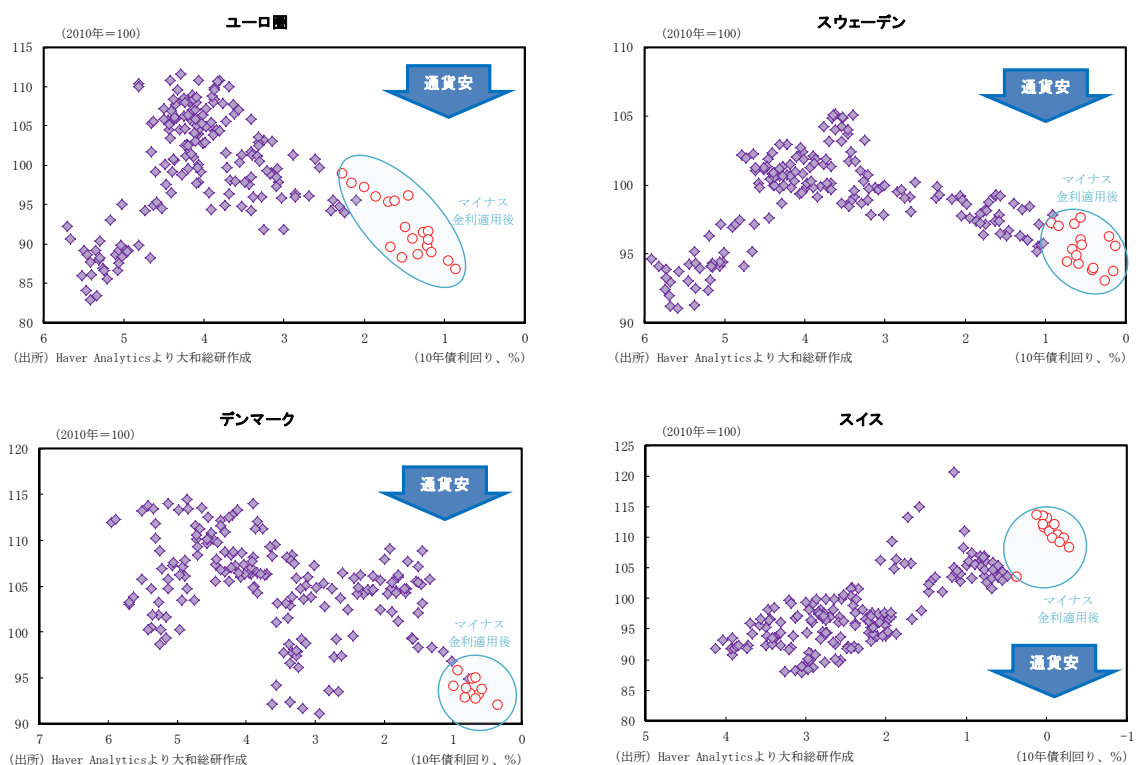 ユーロ圏
(2010年=100)
115
110
105
100
95
90
85
80
6
5
4
3
2
1
0
通貨安
マイナス
金利適用後
(出所) Haver Analyticsより大和総研作成
(10年債利回り、%)
スウェーデン
(2010年=100)
110
105
100
95
90
6
5
4
3
2
1
0
通貨安
マイナス
金利適用後
(出所) Haver Analyticsより大和総研作成
(10年債利回り、%)
デンマーク
(2010年=100)
120
115
110
105
100
95
90
7
6
5
4
3
2
1
0
通貨安
マイナス
金利適用後
(出所) Haver Analyticsより大和総研作成
(10年債利回り、%)
スイス
(2010年=100)
125
120
115
110
105
100
95
90
85
80
5
4
3
2
1
0
-1
マイナス
金利適用後
通貨安
(出所) Haver Analyticsより大和総研作成
(10年債利回り、%)